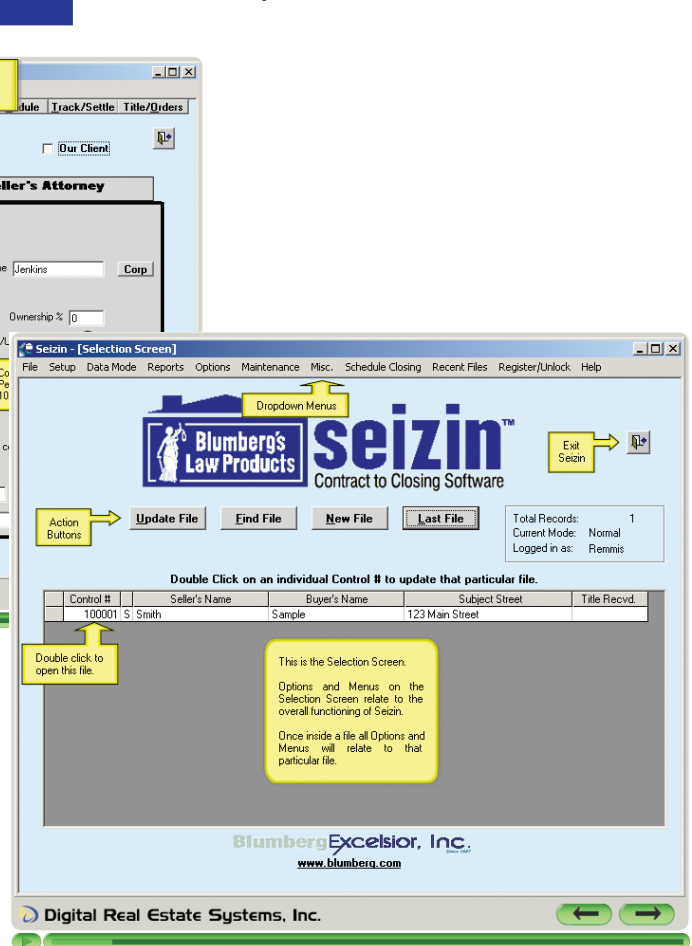 dule Track/Settle Title/Orders
Our Client
eller's Attorney
Jenkins
Corp
Ownership % 0
Seizin - [Selection Screen]
File Setup Data Mode Reports Options Maintenance Misc. Schedule Closing Recent Files Register/Unlock Help
Dropdown Menus
Blumberg's
Law Products
seizin™
Contract to Closing Software
Exit
Seizin
Action
Buttons
Update File Find File New File Last File
Total Records: 1
Current Mode: Normal
Logged in as: Remmis
Double Click on an individual Control # to update that particular file.
Control # Seller's Name Buyer's Name Subject Street Title Recvd.
100001 S Smith Sample 123 Main Street
Double click to
open this file.
This is the Selection Screen.
Options and Menus on the
Selection Screen relate to the
overall functioning of Seizin.
Once inside a file all Options and
Menus will relate to that
particular file.
BlumbergExcelsior, Inc.
www.blumberg.com
Digital Real Estate Systems, Inc.